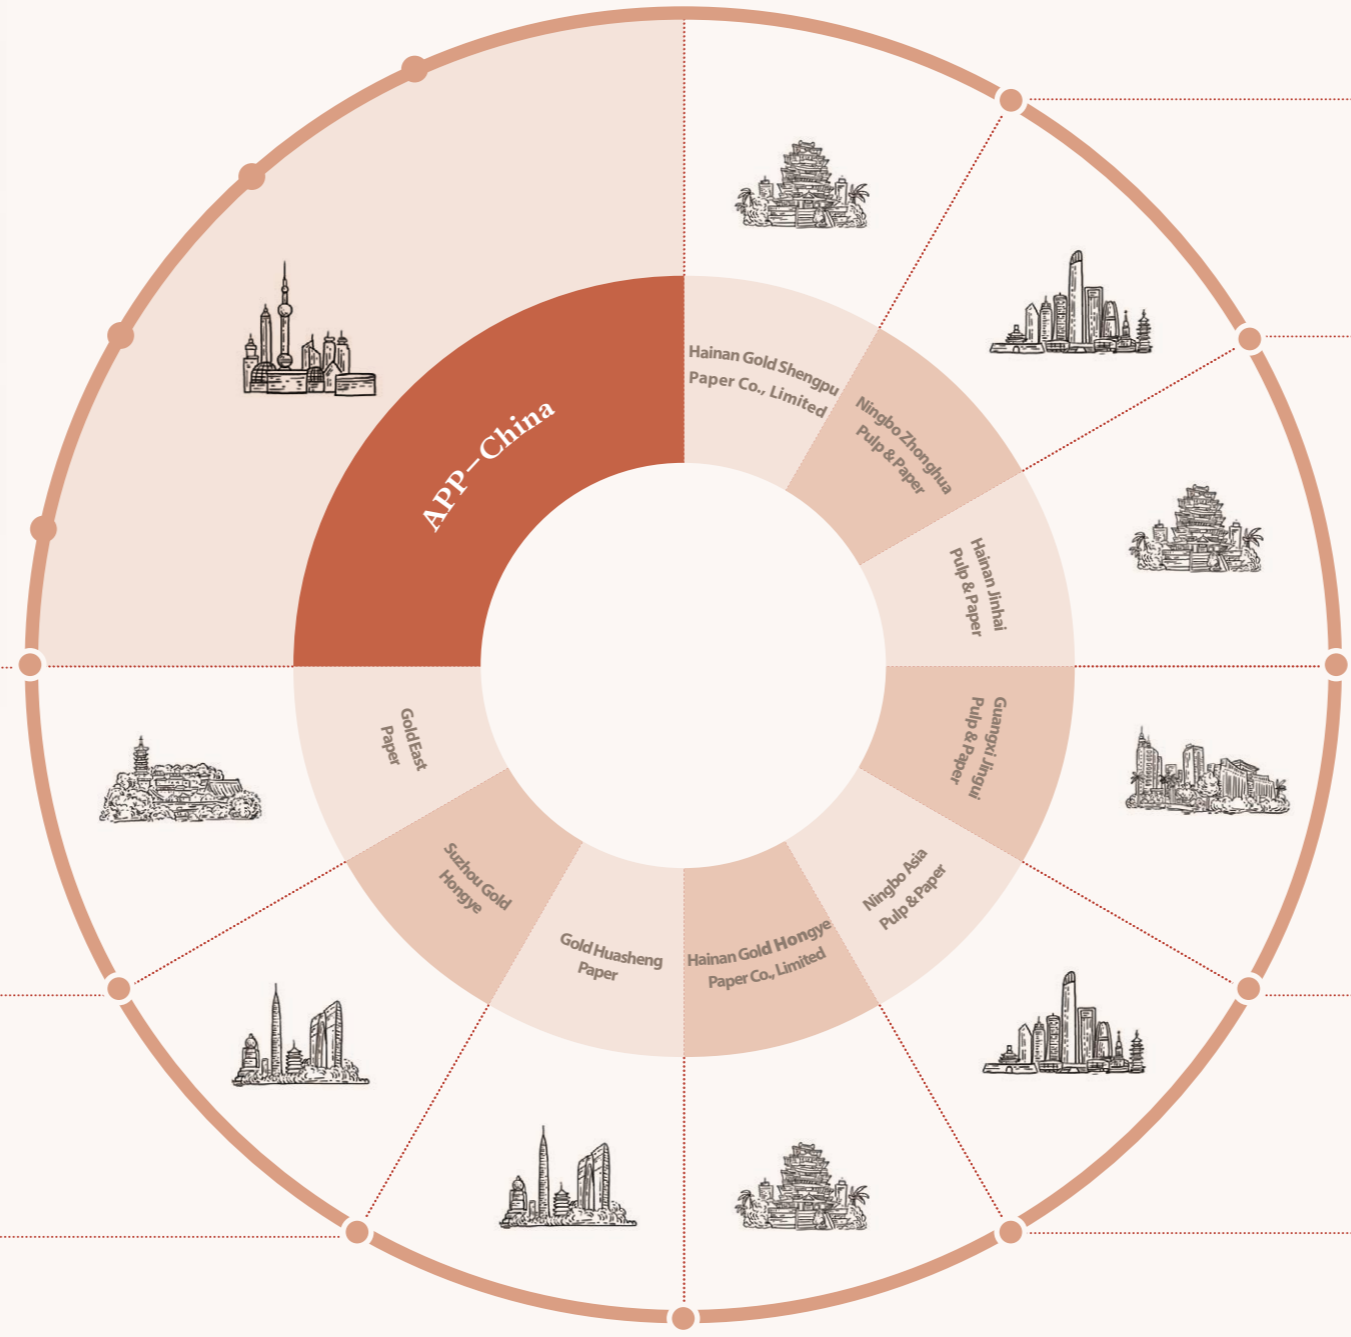 APP–China
Hainan Gold Shengpu
Paper Co., Limited
Ningbo Zhonghua
Pulp & Paper
Hainan Jinhai
Pulp & Paper
Guangxi Jingui
Pulp & Paper
Ningbo Asia
Pulp & Paper
Hainan Gold Hongye
Paper Co., Limited
Gold Huasheng
Paper
Suzhou Gold
Hongye
Gold East
Paper